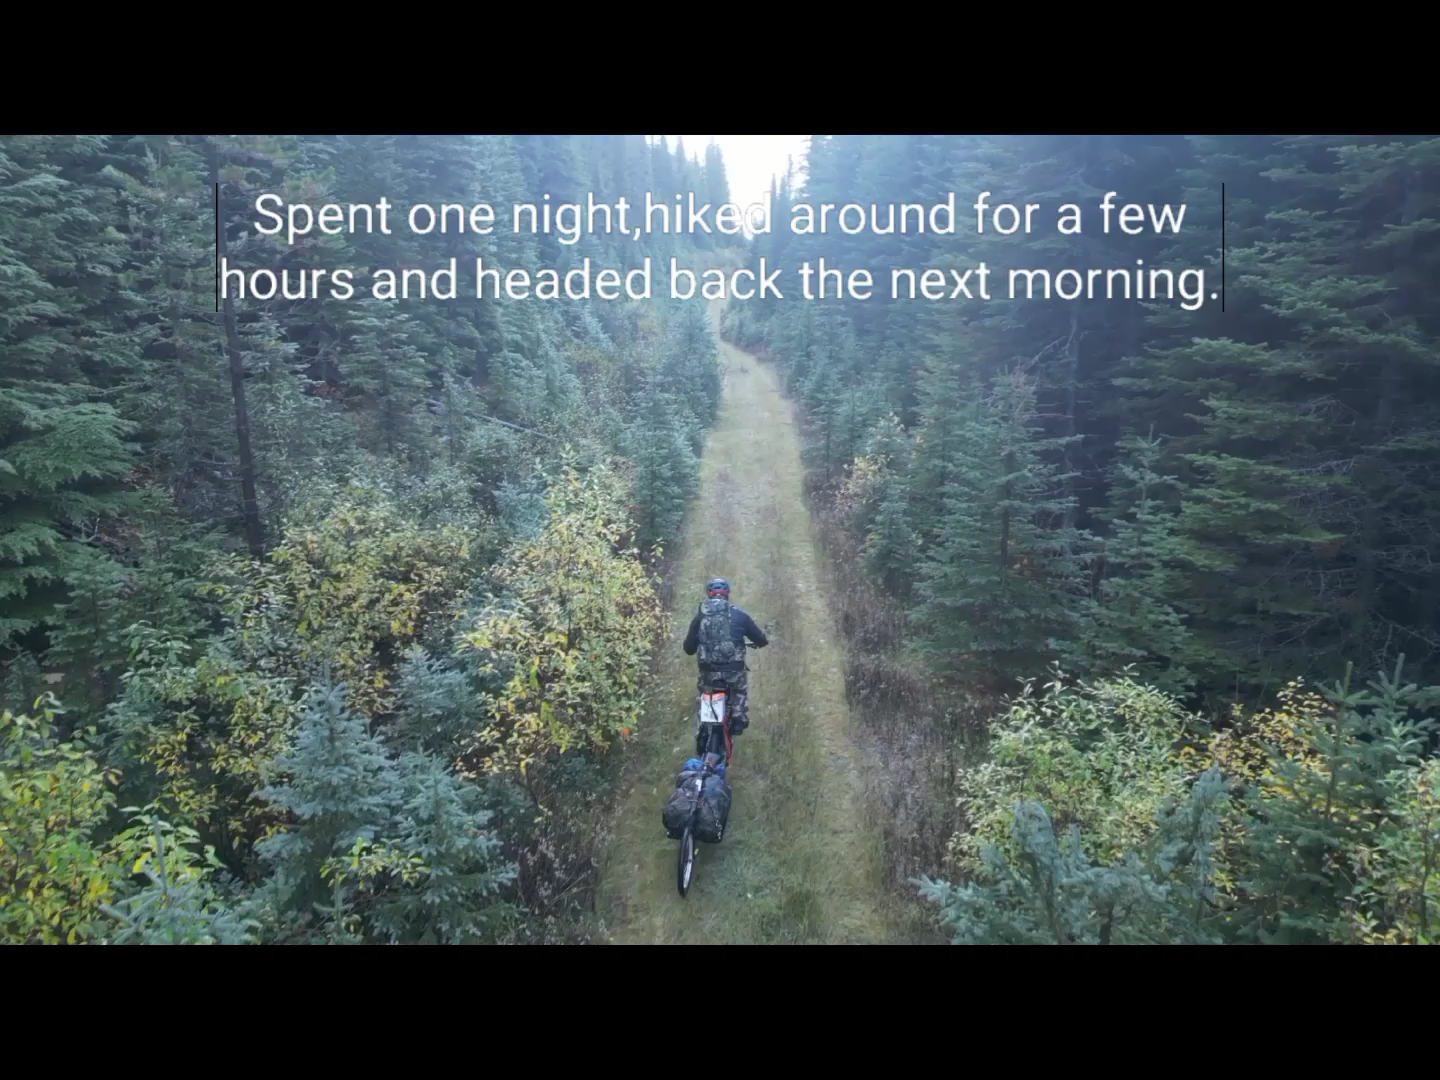 Spent one night,hiked around for a few
hours and headed back the next morning.